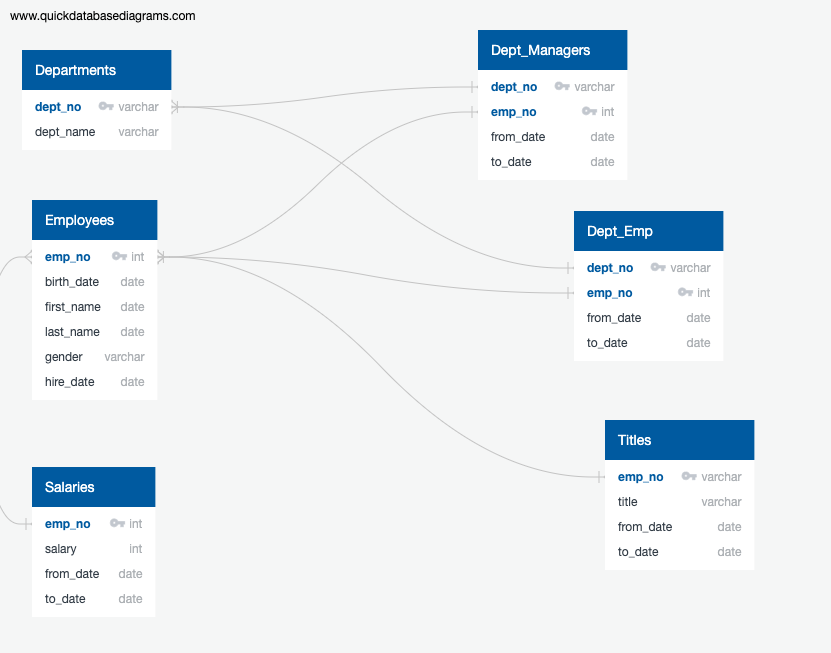 www.quickdatabasediagrams.com
Departments
dept_no varchar
dept_name varchar
Dept_Managers
dept_no varchar
emp_no int
from_date date
to_date date
Employees
emp_no int
birth_date date
first_name date
last_name date
gender varchar
hire_date date
Dept_Emp
dept_no varchar
emp_no int
from_date date
to_date date
Salaries
emp_no int
salary int
from_date date
to_date date
Titles
emp_no varchar
title varchar
from_date date
to_date date